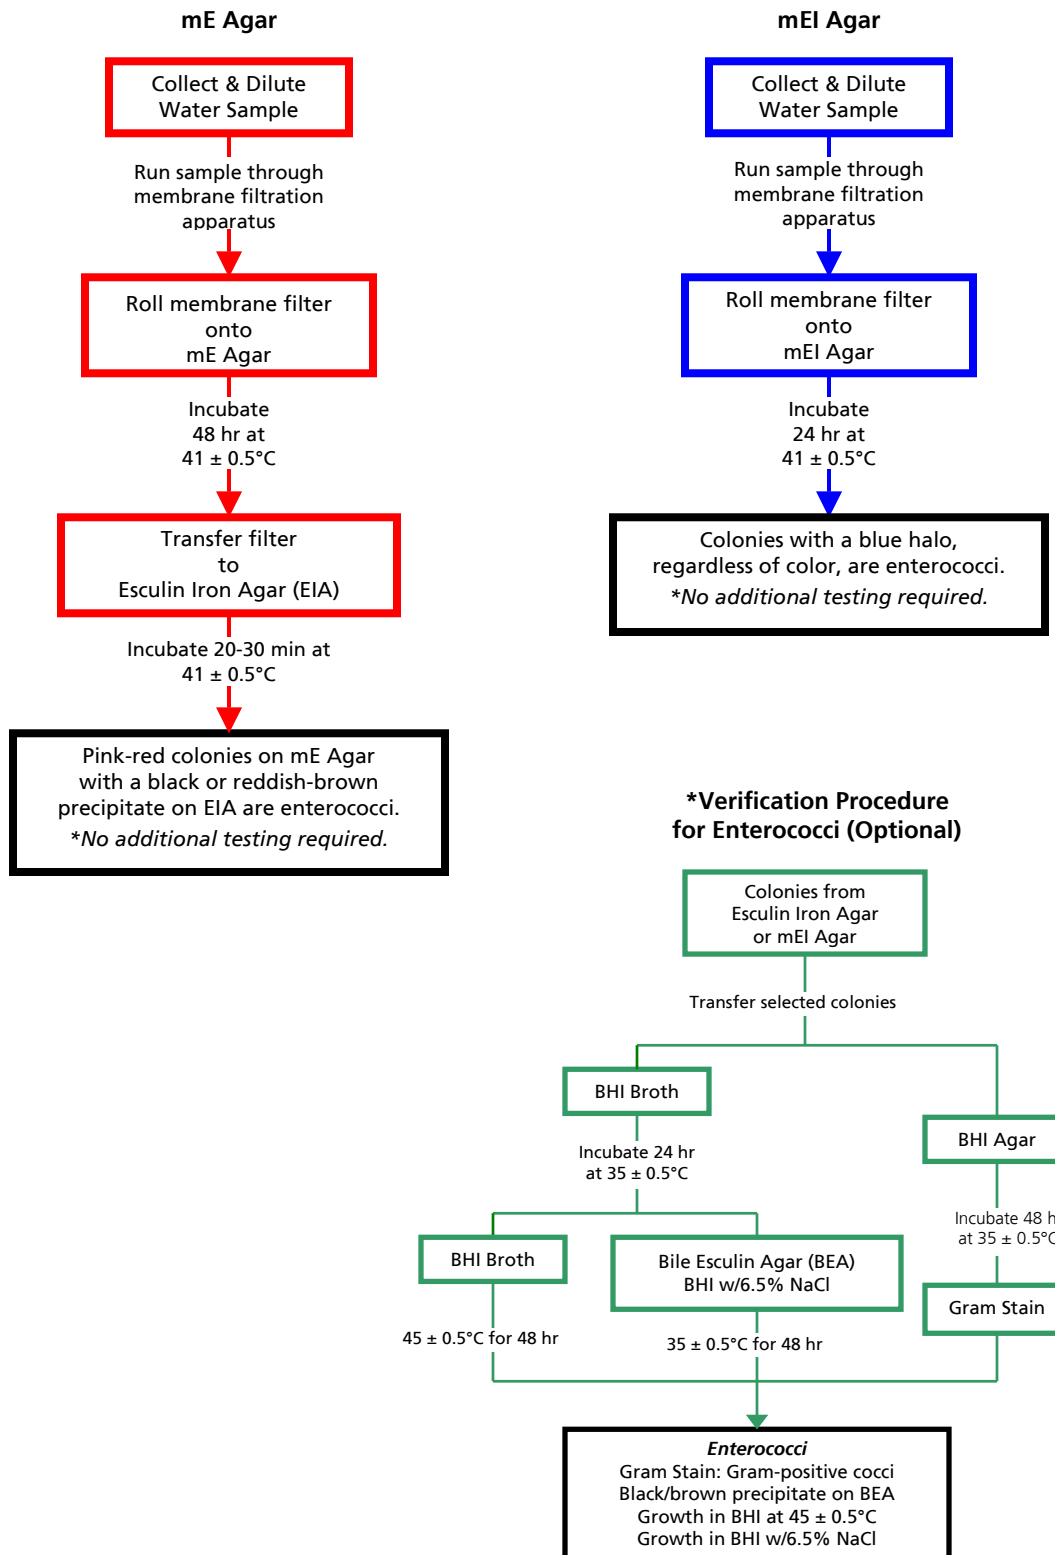 mE Agar
Collect & Dilute
Water Sample
Run sample through
membrane filtration
apparatus
Roll membrane filter
onto
mE Agar
Incubate
48 hr at
41 ± 0.5°C
Transfer filter
to
Esculin Iron Agar (EIA)
Incubate 20-30 min at
41 ± 0.5°C
Pink-red colonies on mE Agar
with a black or reddish-brown
precipitate on EIA are enterococci.
*No additional testing required.
mEI Agar
Collect & Dilute
Water Sample
Run sample through
membrane filtration
apparatus
Roll membrane filter
onto
mEI Agar
Incubate
24 hr at
41 ± 0.5°C
Colonies with a blue halo,
regardless of color, are enterococci.
*No additional testing required.
*Verification Procedure
for Enterococci (Optional)
Colonies from
Esculin Iron Agar
or mEI Agar
Transfer selected colonies
BHI Broth
Incubate 24 hr
at 35 ± 0.5°C
BHI Broth
45 ± 0.5°C for 48 hr
Bile Esculin Agar (BEA)
BHI w/6.5% NaCl
35 ± 0.5°C for 48 hr
BHI Agar
Incubate 48 h
at 35 ± 0.5°C
Gram Stain
Enterococci
Gram Stain: Gram-positive cocci
Black/brown precipitate on BEA
Growth in BHI at 45 ± 0.5°C
Growth in BHI w/6.5% NaCl